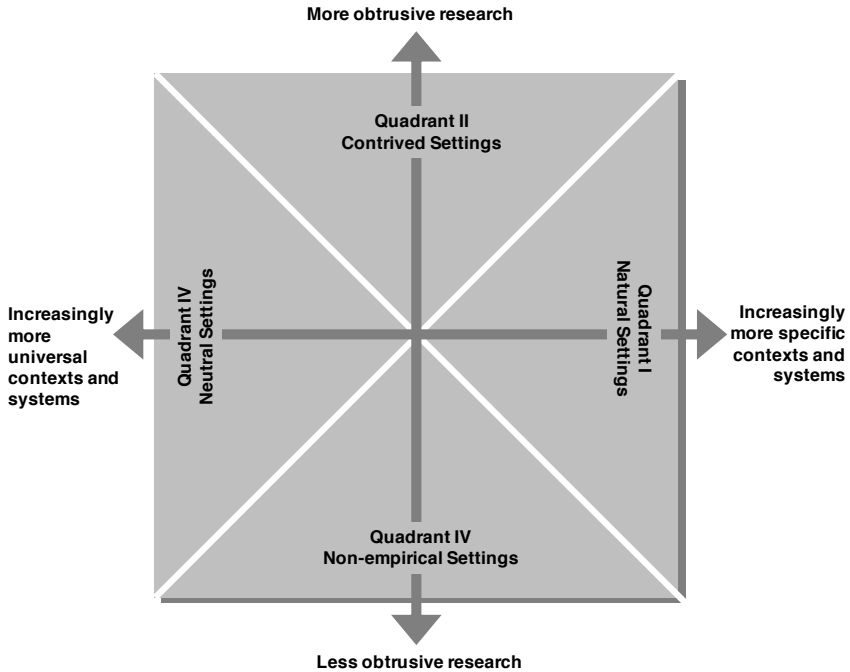 More obtrusive research
Quadrant II
Contrived Settings
Increasingly
more
universal
contexts and
systems
Quadrant IV
Neutral Settings
Quadrant I
Natural Settings
Increasingly
more specific
contexts and
systems
Quadrant IV
Non-empirical Settings
Less obtrusive research